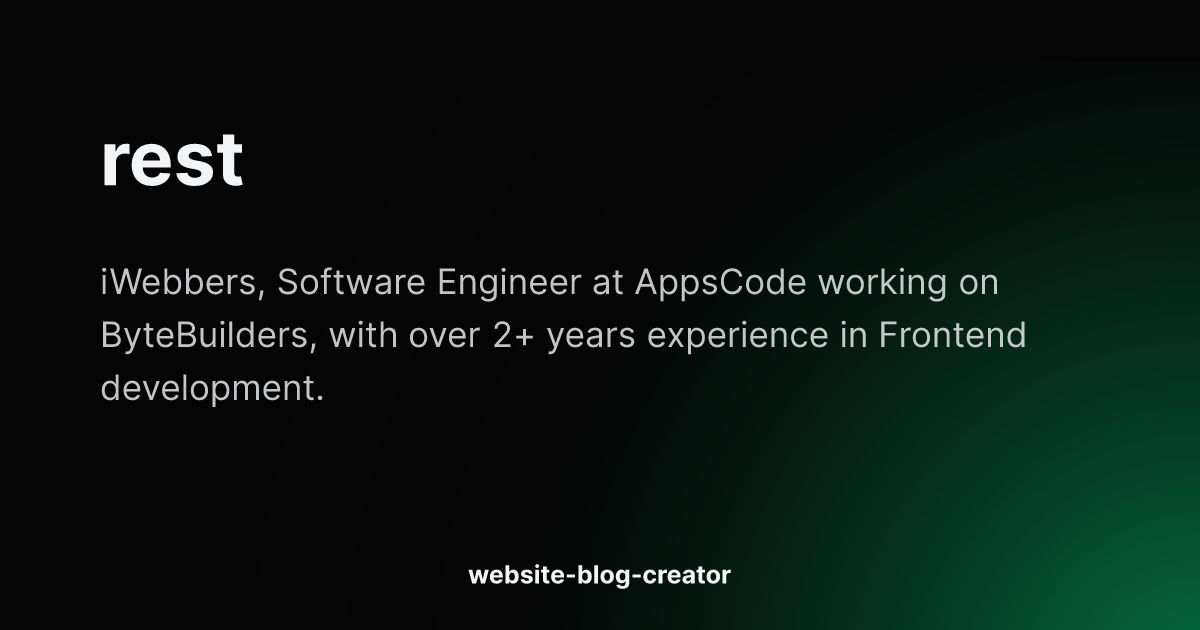 rest
iWebbers, Software Engineer at AppsCode working on
ByteBuilders, with over 2+ years experience in Frontend
development.
website-blog-creator